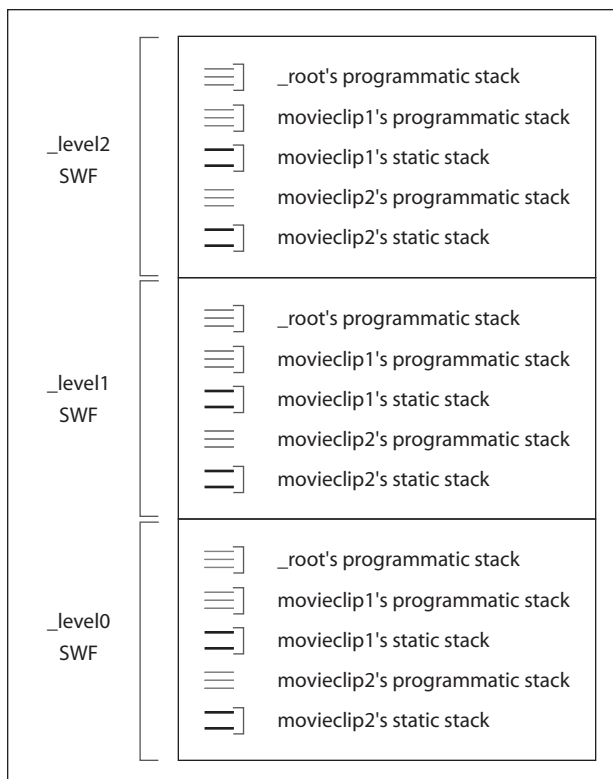 _level2
SWF
_root's programmatic stack
movieclip1's programmatic stack
movieclip1's static stack
movieclip2's programmatic stack
movieclip2's static stack
_level1
SWF
_root's programmatic stack
movieclip1's programmatic stack
movieclip1's static stack
movieclip2's programmatic stack
movieclip2's static stack
_level0
SWF
_root's programmatic stack
movieclip1's programmatic stack
movieclip1's static stack
movieclip2's programmatic stack
movieclip2's static stack